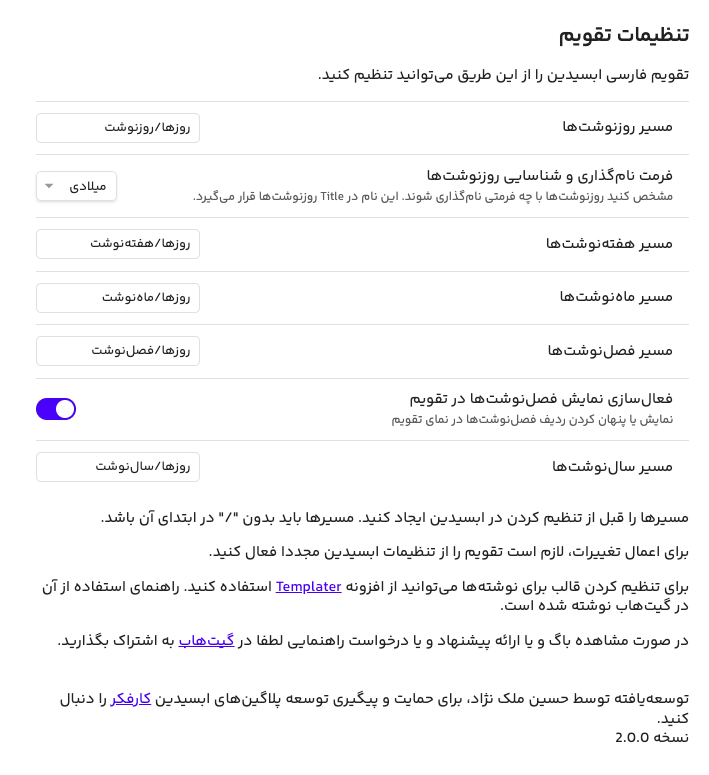 تنظیمات تقویم
تقویم فارسی ابسیدین را از این طریق می‌توانید تنظیم کنید.
مسیر روزنوشت‌ها
روزها/روزنوشت
فرمت نام‌گذاری و شناسایی روزنوشت‌ها
مشخص کنید روزنوشت‌ها با چه فرمتی نام‌گذاری شوند. این نام در Title روزنوشت‌ها قرار می‌گیرد.
میلادی
مسیر هفته‌نوشت‌ها
روزها/هفته‌نوشت
مسیر ماه‌نوشت‌ها
روزها/ماه‌نوشت
مسیر فصل‌نوشت‌ها
روزها/فصل‌نوشت
فعال‌سازی نمایش فصل‌نوشت‌ها در تقویم
نمایش یا پنهان کردن ردیف فصل‌نوشت‌ها در نمای تقویم
مسیر سال‌نوشت‌ها
روزها/سال‌نوشت
مسیرها را قبل از تنظیم کردن در ابسیدین ایجاد کنید. مسیرها باید بدون "/" در ابتدای آن باشد.
برای اعمال تغییرات، لازم است تقویم را از تنظیمات ابسیدین مجددا فعال کنید.
برای تنظیم کردن قالب برای نوشته‌ها می‌توانید از افزونه Templater استفاده کنید. راهنمای استفاده از آن
در گیت‌هاب نوشته شده است.
در صورت مشاهده باگ و یا ارائه پیشنهاد و یا درخواست راهنمایی لطفا در گیت‌هاب به اشتراک بگذارید.
توسعه‌یافته توسط حسین ملک نژاد، برای حمایت و پیگیری توسعه پلاگین‌های ابسیدین کارفکر را دنبال
کنید.
نسخه 2.0.0